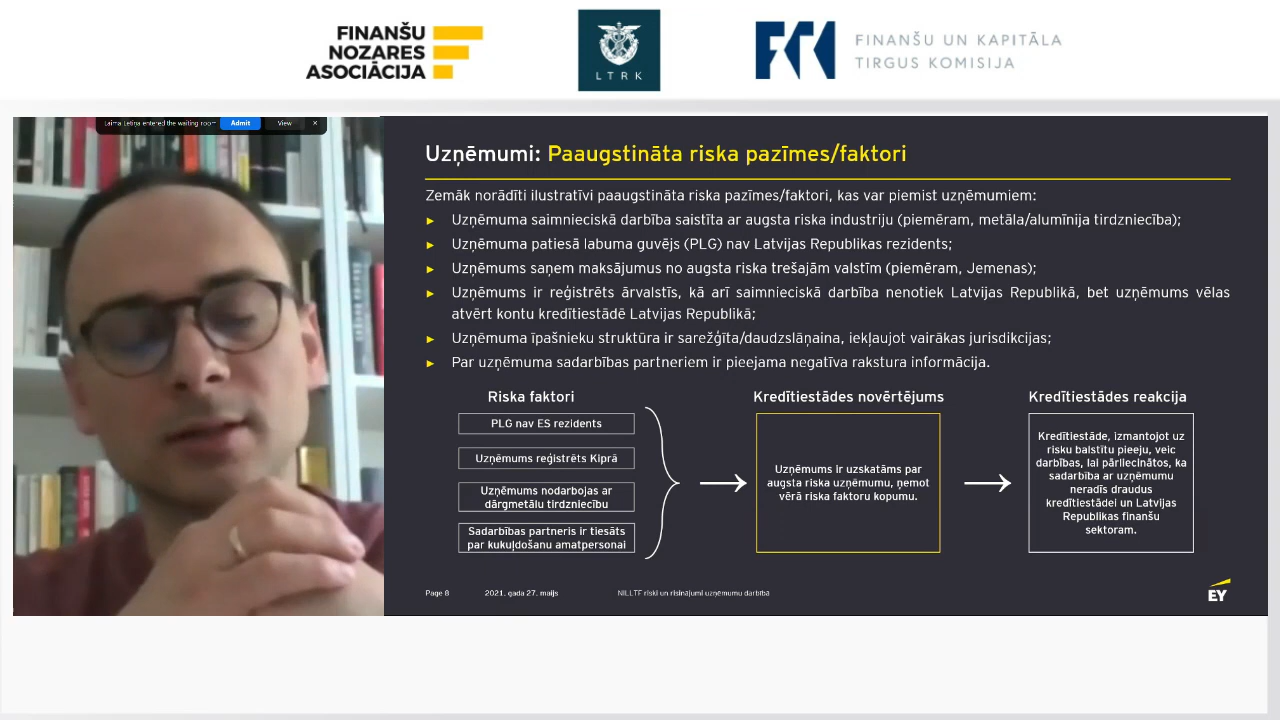 FINANŠU
NOZARES
ASOCIĀCIJA
LTRK
FINANŠU UN KAPITĀLA
TIRGUS KOMISIJA
Laima Letiņa entered the waiting room
Admit
View
×
Uzņēmumi: Paaugstināta riska pazīmes/faktori
Zemāk norādīti ilustratīvi paaugstināta riska pazīmes/faktori, kas var piemist uzņēmumiem:
► Uzņēmuma saimnieciskā darbība saistīta ar augsta riska industriju (piemēram, metāla/alumīnija tirdzniecība);
► Uzņēmuma patiesā labuma guvējs (PLG) nav Latvijas Republikas rezidents;
► Uzņēmums saņem maksājumus no augsta riska trešajām valstīm (piemēram, Jemenas);
► Uzņēmums ir reģistrēts ārvalstīs, kā arī saimnieciskā darbība nenotiek Latvijas Republikā, bet uzņēmums vēlas
atvērt kontu kredītiestādē Latvijas Republikā;
► Uzņēmuma īpašnieku struktūra ir sarežģīta/daudzslāņaina, iekļaujot vairākas jurisdikcijas;
► Par uzņēmuma sadarbības partneriem ir pieejama negatīva rakstura informācija.
Riska faktori
PLG nav ES rezidents
Uzņēmums reģistrēts Kiprā
Uzņēmums nodarbojas ar
dārgmetālu tirdzniecību
Sadarbības partneris ir tiesāts
par kukuļdošanu amatpersonai
Kredītiestādes novērtējums
Uzņēmums ir uzskatāms par
augsta riska uzņēmumu, ņemot
vērā riska faktoru kopumu.
Kredītiestādes reakcija
Kredītiestāde, izmantojot uz
risku balstītu pieeju, veic
darbības, lai pārliecinātos, ka
sadarbība ar uzņēmumu
neradīs draudus
kredītiestādei un Latvijas
Republikas finanšu
sektoram.
Page 8
2021. gada 27. maijs
NILLTF riski un risinājumi uzņēmumu darbībā
EY